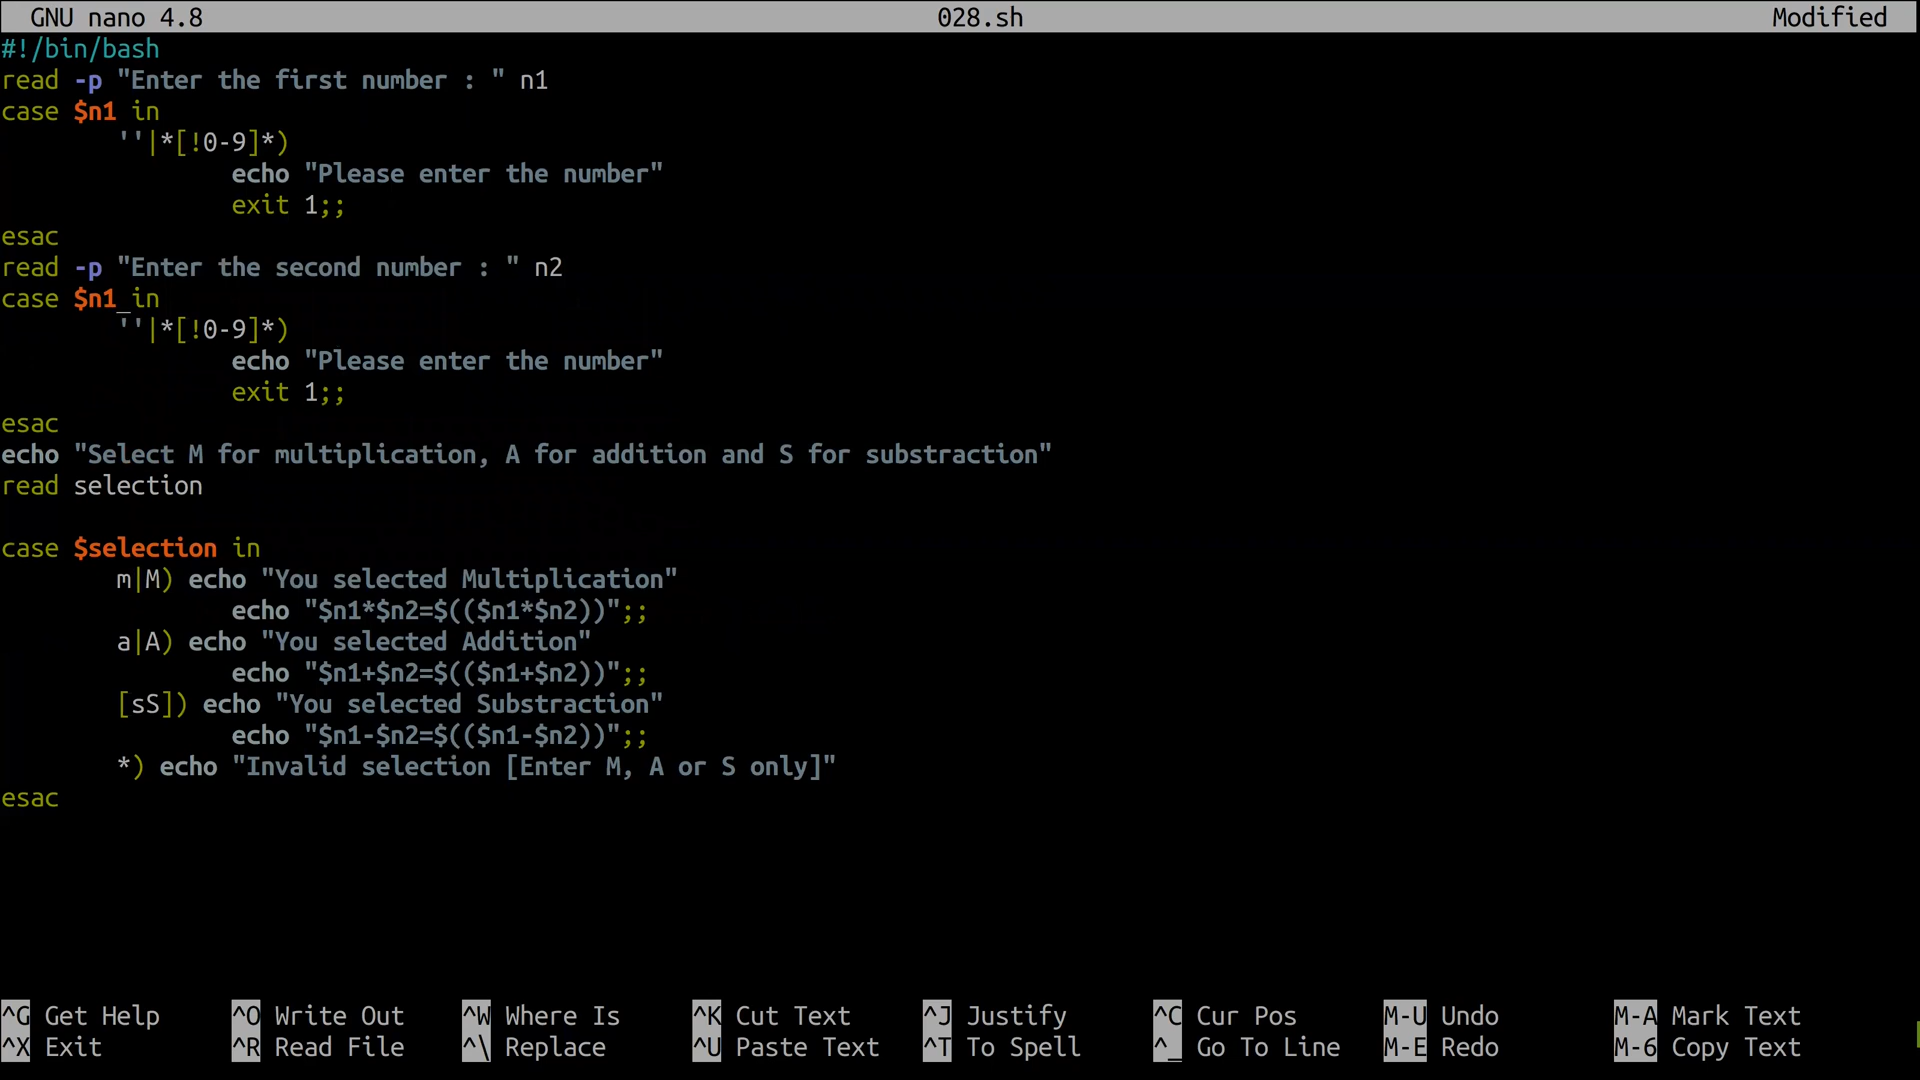 GNU nano 4.8 028.sh Modified
#!/bin/bash
read -p "Enter the first number : " n1
case $n1 in
        ''|*[!0-9]*)
                echo "Please enter the number"
                exit 1;;
esac
read -p "Enter the second number : " n2
case $n1 in
        ''|*[!0-9]*)
                echo "Please enter the number"
                exit 1;;
esac
echo "Select M for multiplication, A for addition and S for substraction"
read selection

case $selection in
        m|M) echo "You selected Multiplication"
                echo "$n1*$n2=$(($n1*$n2))";;
        a|A) echo "You selected Addition"
                echo "$n1+$n2=$(($n1+$n2))";;
        [sS]) echo "You selected Substraction"
                echo "$n1-$n2=$(($n1-$n2))";;
        *) echo "Invalid selection [Enter M, A or S only]"
esac
^G Get Help ^O Write Out ^W Where Is ^K Cut Text ^J Justify ^C Cur Pos M-U Undo M-A Mark Text
^X Exit ^R Read File ^\ Replace ^U Paste Text ^T To Spell ^_ Go To Line M-E Redo M-6 Copy Text